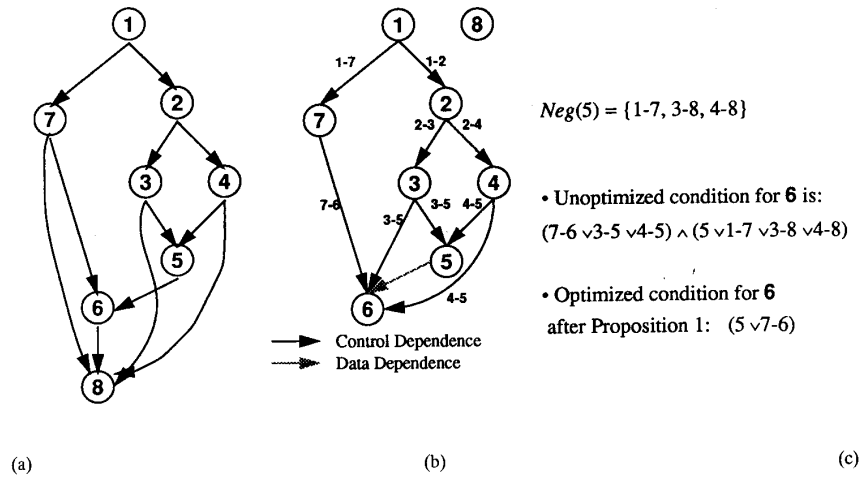 1
7
2
3
4
5
6
8
1
8
1-7
1-2
7
2
2-3
2-4
3
4
7-6
3-5
3-5
4-5
5
6
4-5
Control Dependence
Data Dependence
Neg(5) = {1-7, 3-8, 4-8}
• Unoptimized condition for 6 is:
(7-6 ∨3-5 ∨4-5) ∧ (5 ∨1-7 ∨3-8 ∨4-8)
• Optimized condition for 6
after Proposition 1: (5 ∨7-6)
(a)
(b)
(c)